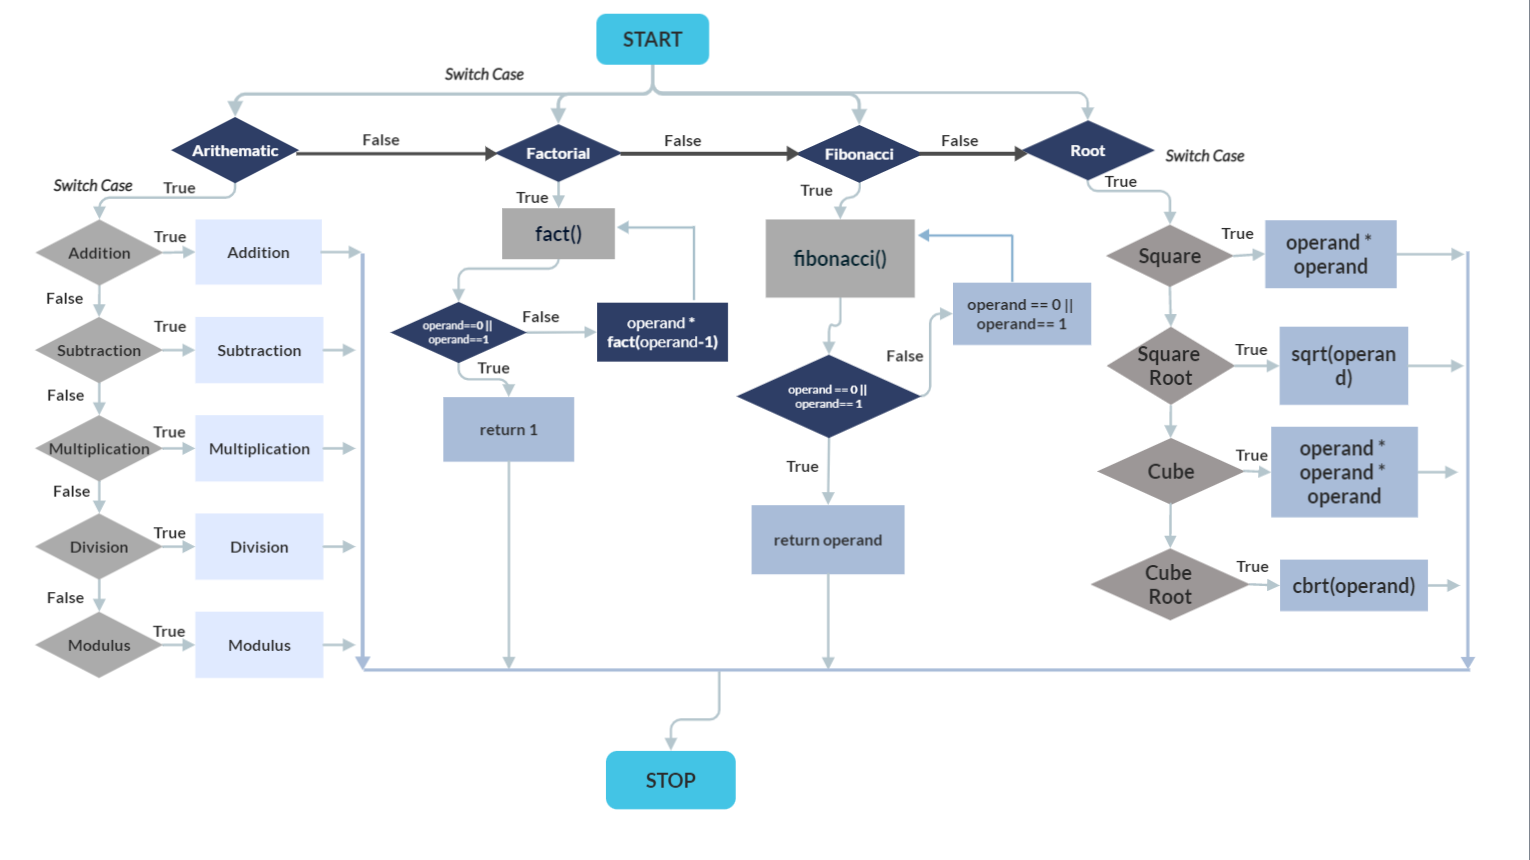 START
Switch Case
Arithematic
False
Factorial
False
Fibonacci
False
Root
Switch Case
Switch Case
True
True
True
True
Addition
True
Addition
False
Subtraction
True
Subtraction
False
Multiplication
True
Multiplication
False
Division
True
Division
False
Modulus
True
Modulus
fact()
operand==0 ||
operand==1
False
operand *
fact(operand-1)
True
return 1
fibonacci()
operand == 0 ||
operand== 1
False
operand == 0 ||
operand== 1
True
return operand
Square
True
operand *
operand
Square
Root
True
sqrt(operan
d)
Cube
True
operand *
operand *
operand
Cube
Root
True
cbrt(operand)
STOP